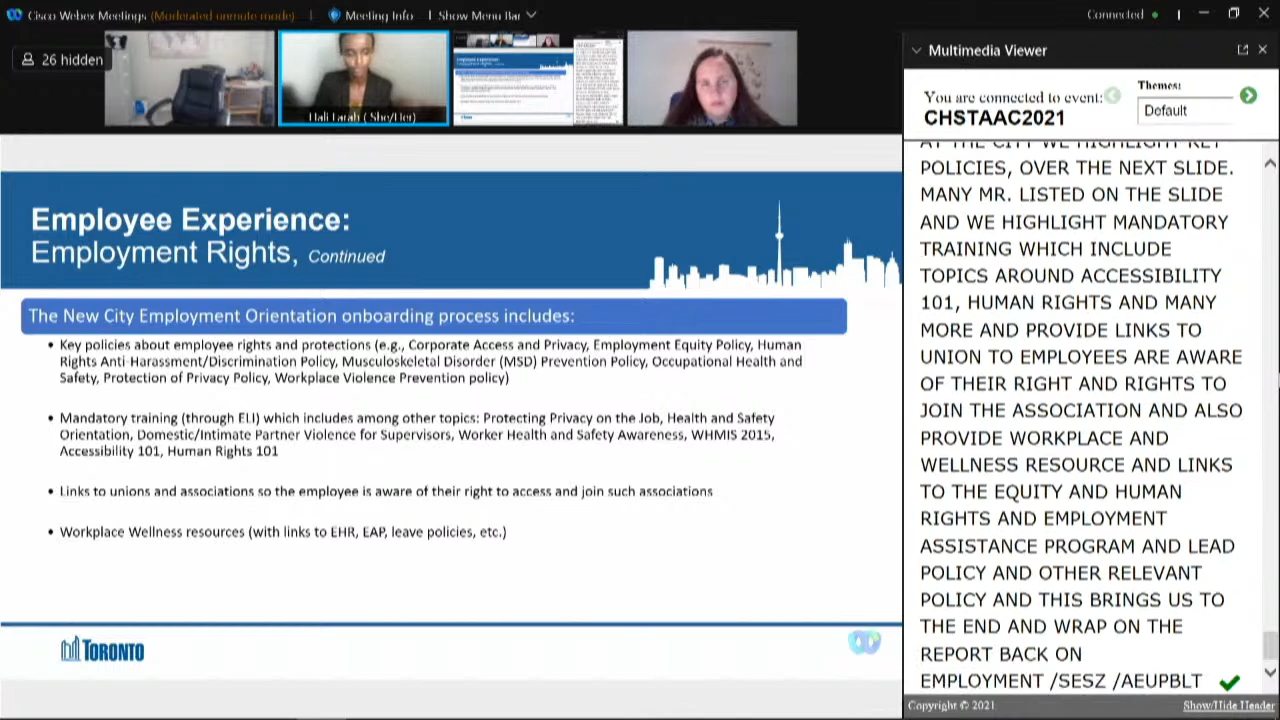 Cisco Webex Meetings (Moderated unmute mode) | Meeting Info | Show Menu Bar
Connected
26 hidden
Hali Farah ( She/Her)
Employee Experience:
Employment Rights, Continued
The New City Employment Orientation onboarding process includes:
• Key policies about employee rights and protections (e.g., Corporate Access and Privacy, Employment Equity Policy, Human
Rights Anti-Harassment/Discrimination Policy, Musculoskeletal Disorder (MSD) Prevention Policy, Occupational Health and
Safety, Protection of Privacy Policy, Workplace Violence Prevention policy)
• Mandatory training (through ELI) which includes among other topics: Protecting Privacy on the Job, Health and Safety
Orientation, Domestic/Intimate Partner Violence for Supervisors, Worker Health and Safety Awareness, WHMIS 2015,
Accessibility 101, Human Rights 101
• Links to unions and associations so the employee is aware of their right to access and join such associations
• Workplace Wellness resources (with links to EHR, EAP, leave policies, etc.)
TORONTO
Multimedia Viewer
You are connected to event:
CHSTAAC2021
Themes:
Default
AT THE CITY WE HIGHLIGHT KEY
POLICIES, OVER THE NEXT SLIDE.
MANY MR. LISTED ON THE SLIDE
AND WE HIGHLIGHT MANDATORY
TRAINING WHICH INCLUDE
TOPICS AROUND ACCESSIBILITY
101, HUMAN RIGHTS AND MANY
MORE AND PROVIDE LINKS TO
UNION TO EMPLOYEES ARE AWARE
OF THEIR RIGHT AND RIGHTS TO
JOIN THE ASSOCIATION AND ALSO
PROVIDE WORKPLACE AND
WELLNESS RESOURCE AND LINKS
TO THE EQUITY AND HUMAN
RIGHTS AND EMPLOYMENT
ASSISTANCE PROGRAM AND LEAD
POLICY AND OTHER RELEVANT
POLICY AND THIS BRINGS US TO
THE END AND WRAP ON THE
REPORT BACK ON
EMPLOYMENT /SESZ /AEUPBLT
Copyright © 2021
Show/Hide Header